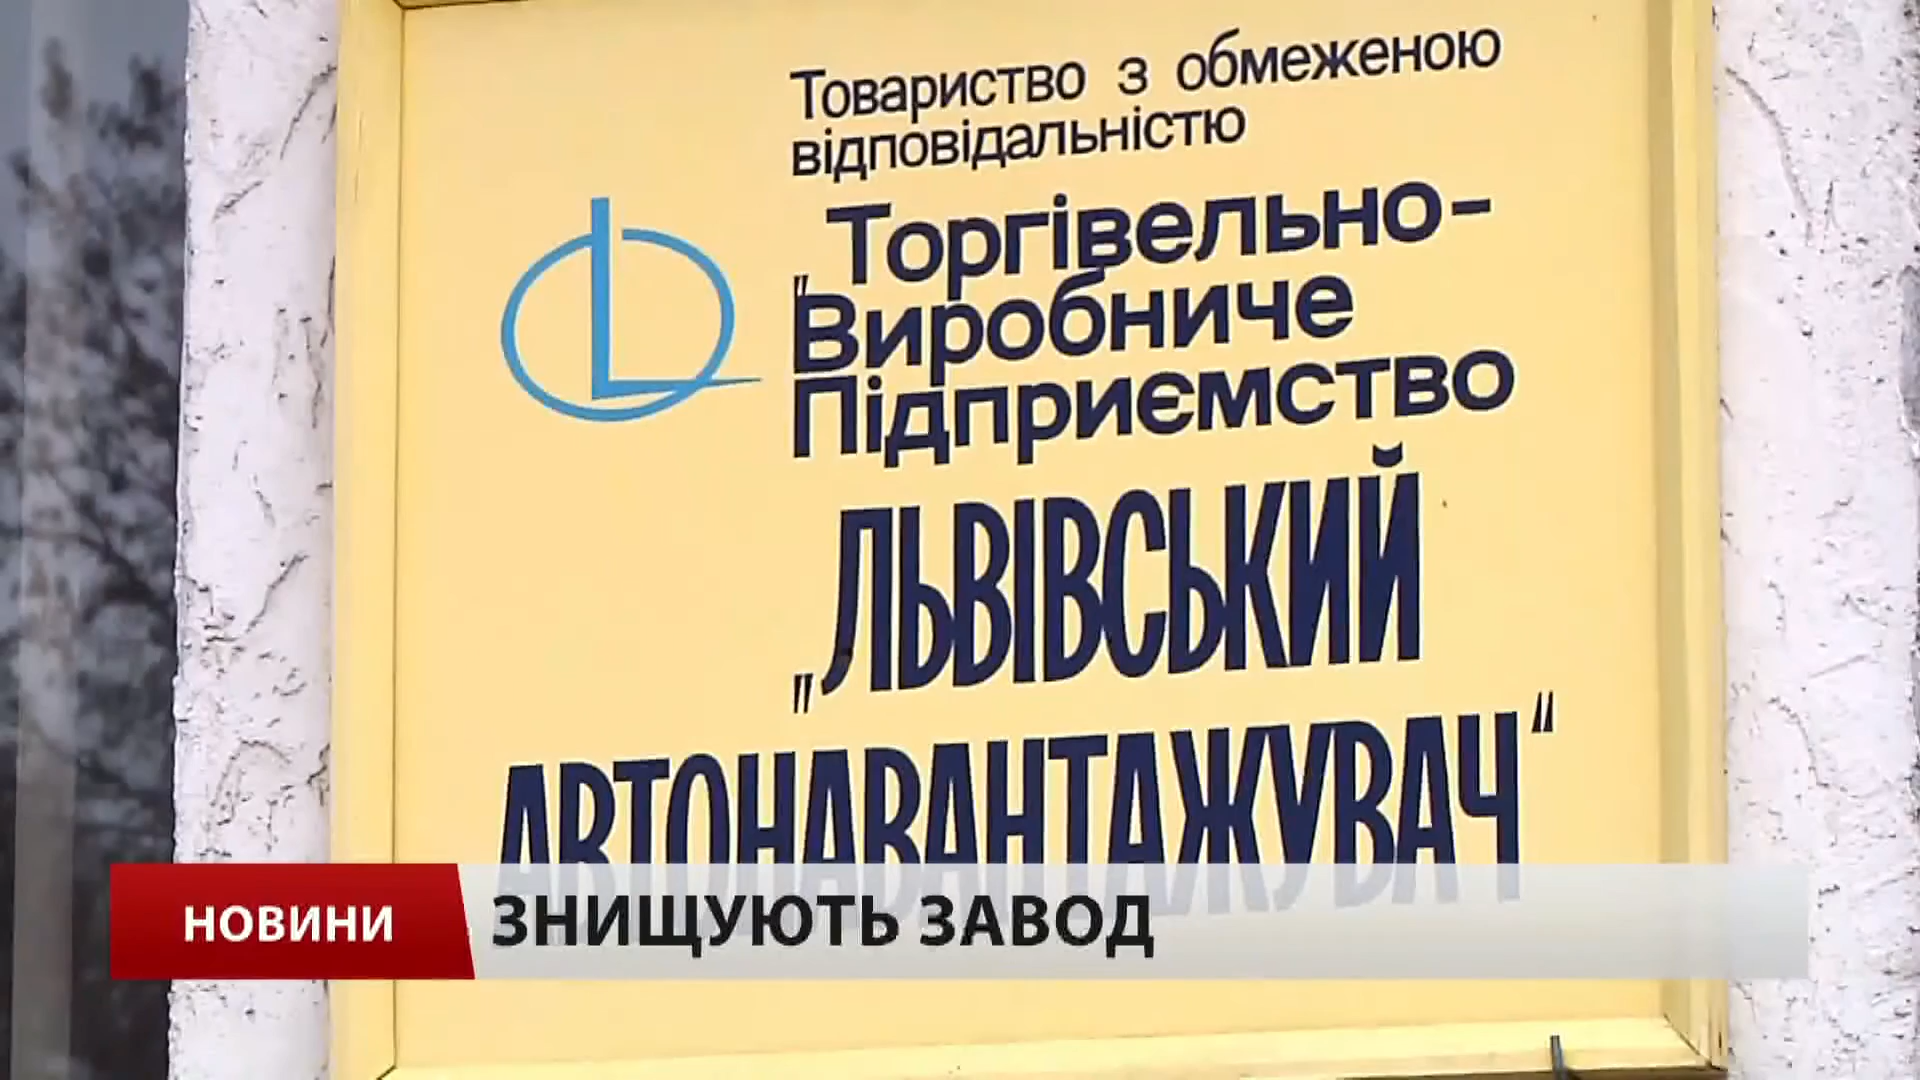 Товариство з обмеженою
відповідальністю
„Торгівельно-
Виробниче
Підприємство
„ЛЬВІВСЬКИЙ
АВТОНАВАНТАЖУВАЧ“
НОВИНИ
ЗНИЩУЮТЬ ЗАВОД